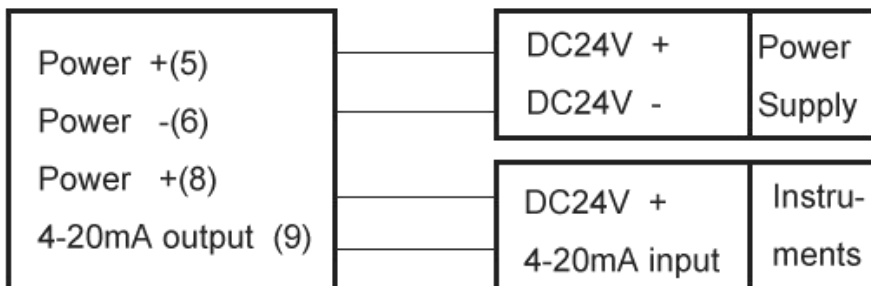 Power +(5)
Power -(6)
Power +(8)
4-20mA output (9)
DC24V + Power
DC24V - Supply
DC24V + Instru-
4-20mA input ments